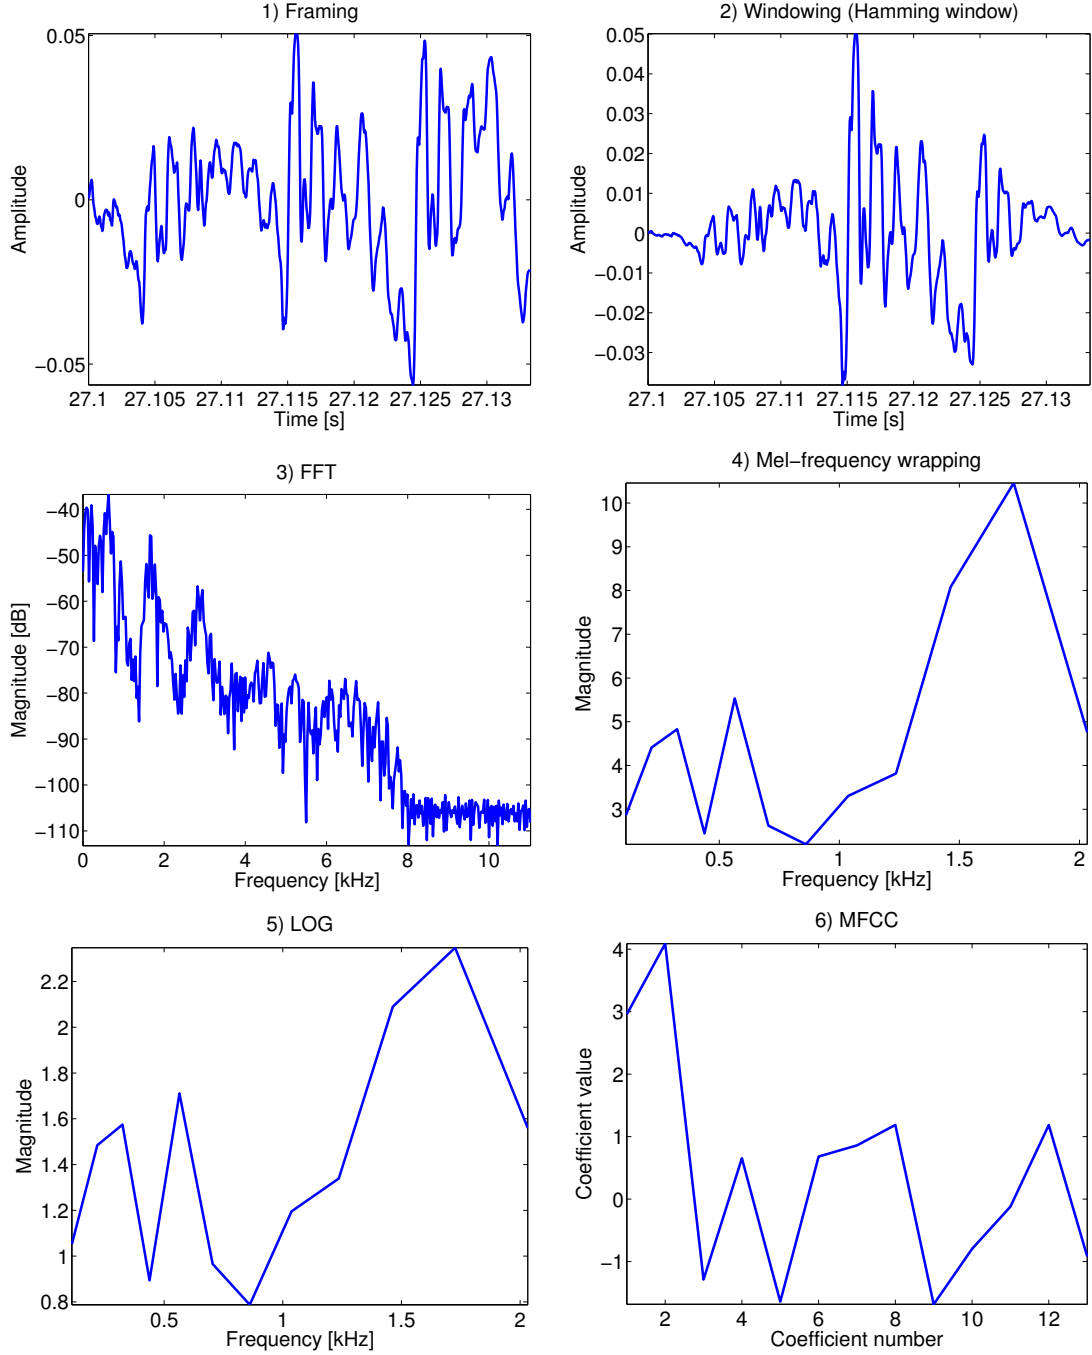 1) Framing
0.05
0
−0.05
Amplitude
27.1 27.105 27.11 27.115 27.12 27.125 27.13
Time [s]
2) Windowing (Hamming window)
0.05
0.04
0.03
0.02
0.01
0
−0.01
−0.02
−0.03
Amplitude
27.1 27.105 27.11 27.115 27.12 27.125 27.13
Time [s]
3) FFT
−40
−50
−60
−70
−80
−90
−100
−110
Magnitude [dB]
0 2 4 6 8 10
Frequency [kHz]
4) Mel−frequency wrapping
10
9
8
7
6
5
4
3
Magnitude
0.5 1 1.5 2
Frequency [kHz]
5) LOG
2.2
2
1.8
1.6
1.4
1.2
1
0.8
Magnitude
0.5 1 1.5 2
Frequency [kHz]
6) MFCC
4
3
2
1
0
−1
Coefficient value
2 4 6 8 10 12
Coefficient number